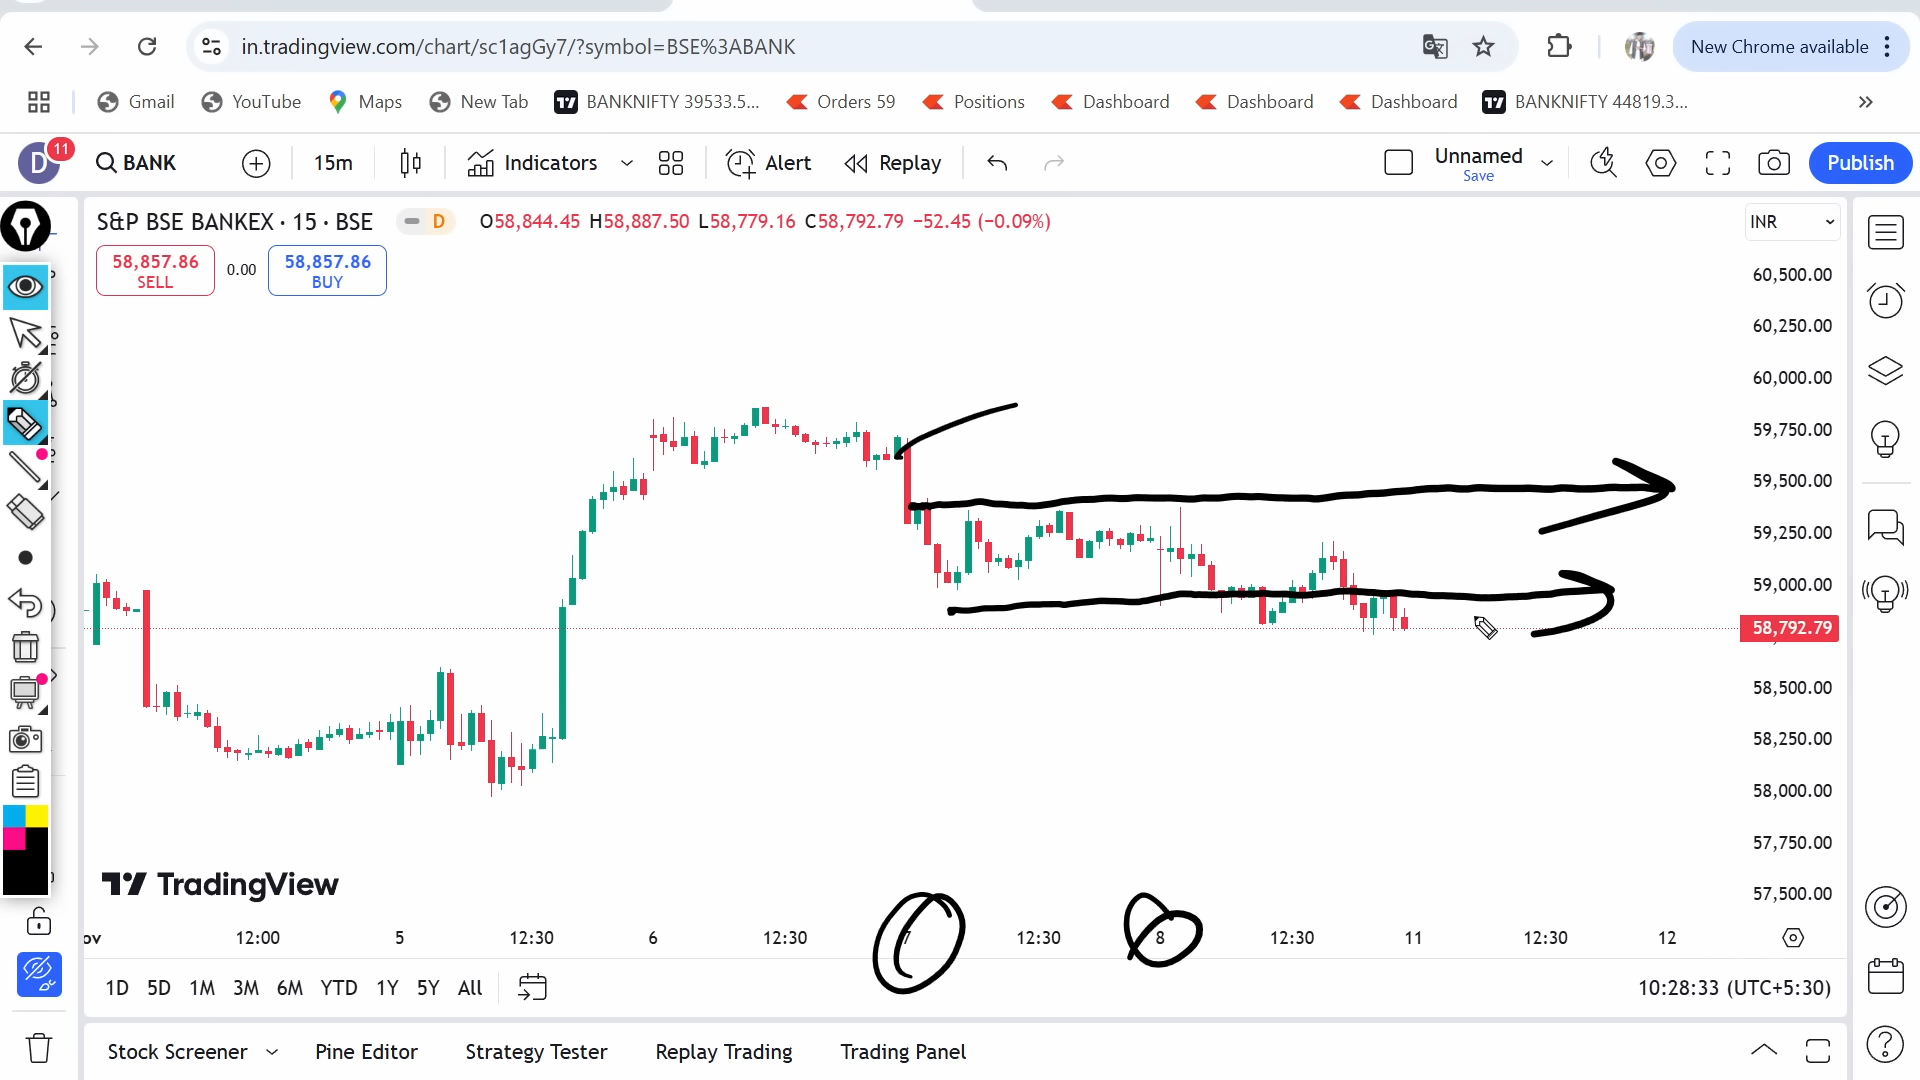 in.tradingview.com/chart/sc1agGy7/?symbol=BSE%3ABANK
New Chrome available
Gmail YouTube Maps New Tab BANKNIFTY 39533.5... Orders 59 Positions Dashboard Dashboard Dashboard BANKNIFTY 44819.3... »
D 11 BANK 15m Indicators Alert Replay Unnamed Save Publish
S&P BSE BANKEX · 15 · BSE D O58,844.45 H58,887.50 L58,779.16 C58,792.79 −52.45 (−0.09%) INR
58,857.86 0.00 58,857.86
SELL BUY
60,500.00
60,250.00
60,000.00
59,750.00
59,500.00
59,250.00
59,000.00
58,792.79
58,500.00
58,250.00
58,000.00
57,750.00
57,500.00
TradingView
ov 12:00 5 12:30 6 12:30 7 12:30 8 12:30 11 12:30 12
1D 5D 1M 3M 6M YTD 1Y 5Y All 10:28:33 (UTC+5:30)
Stock Screener Pine Editor Strategy Tester Replay Trading Trading Panel